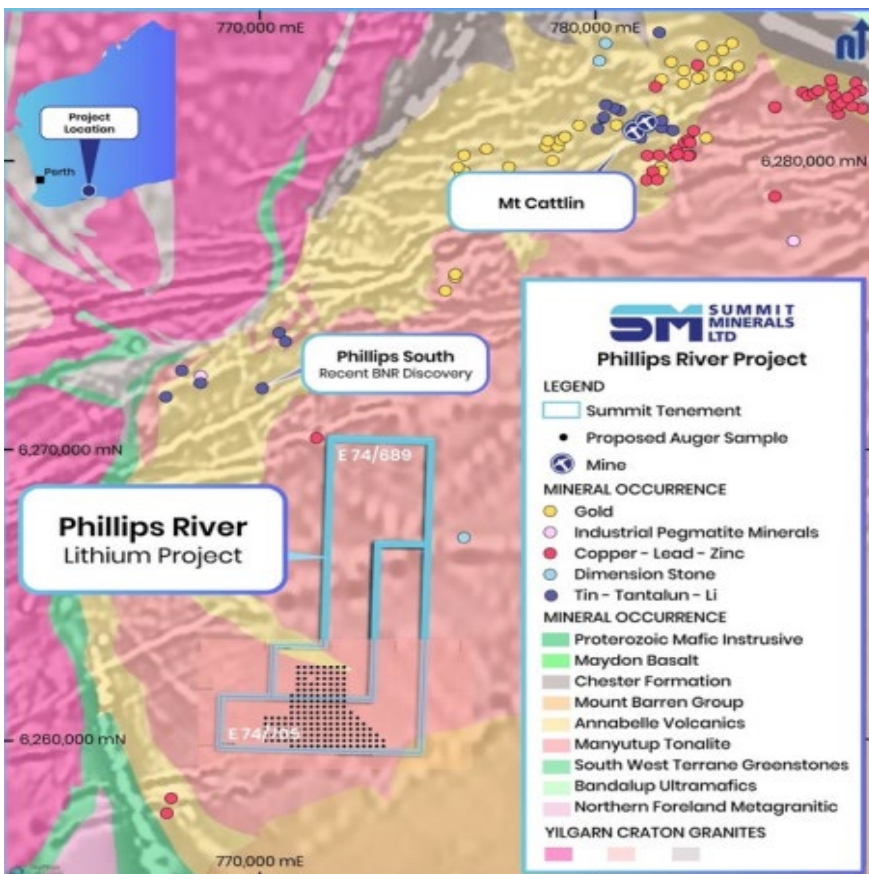 770,000 mE
780,000 mE
Project
Location
Perth
6,280,000 mN
Mt Cattlin
Phillips South
Recent BNR Discovery
6,270,000 mN
E 74/689
Phillips River
Lithium Project
6,260,000 mN
E 74/705
770,000 mE
SM SUMMIT
MINERALS
LTD
Phillips River Project
LEGEND
Summit Tenement
Proposed Auger Sample
Mine
MINERAL OCCURRENCE
Gold
Industrial Pegmatite Minerals
Copper - Lead - Zinc
Dimension Stone
Tin - Tantalun - Li
MINERAL OCCURRENCE
Proterozoic Mafic Instrusive
Maydon Basalt
Chester Formation
Mount Barren Group
Annabelle Volcanics
Manyutup Tonalite
South West Terrane Greenstones
Bandalup Ultramafics
Northern Foreland Metagranitic
YILGARN CRATON GRANITES